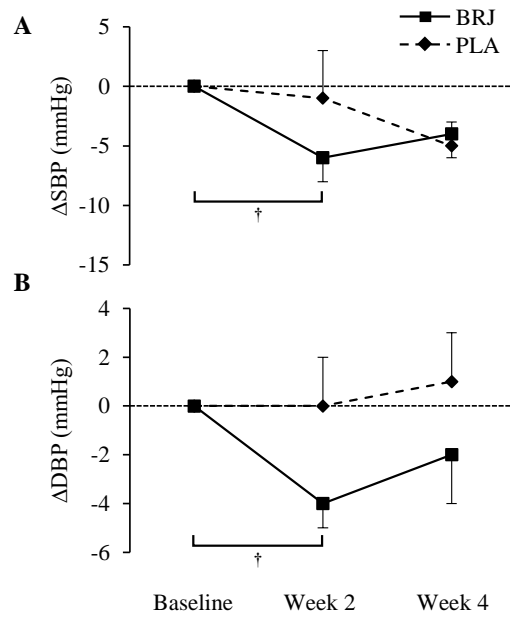 A
BRJ
PLA
5
0
-5
-10
-15
ΔSBP (mmHg)
†
B
4
2
0
-2
-4
-6
ΔDBP (mmHg)
†
Baseline Week 2 Week 4